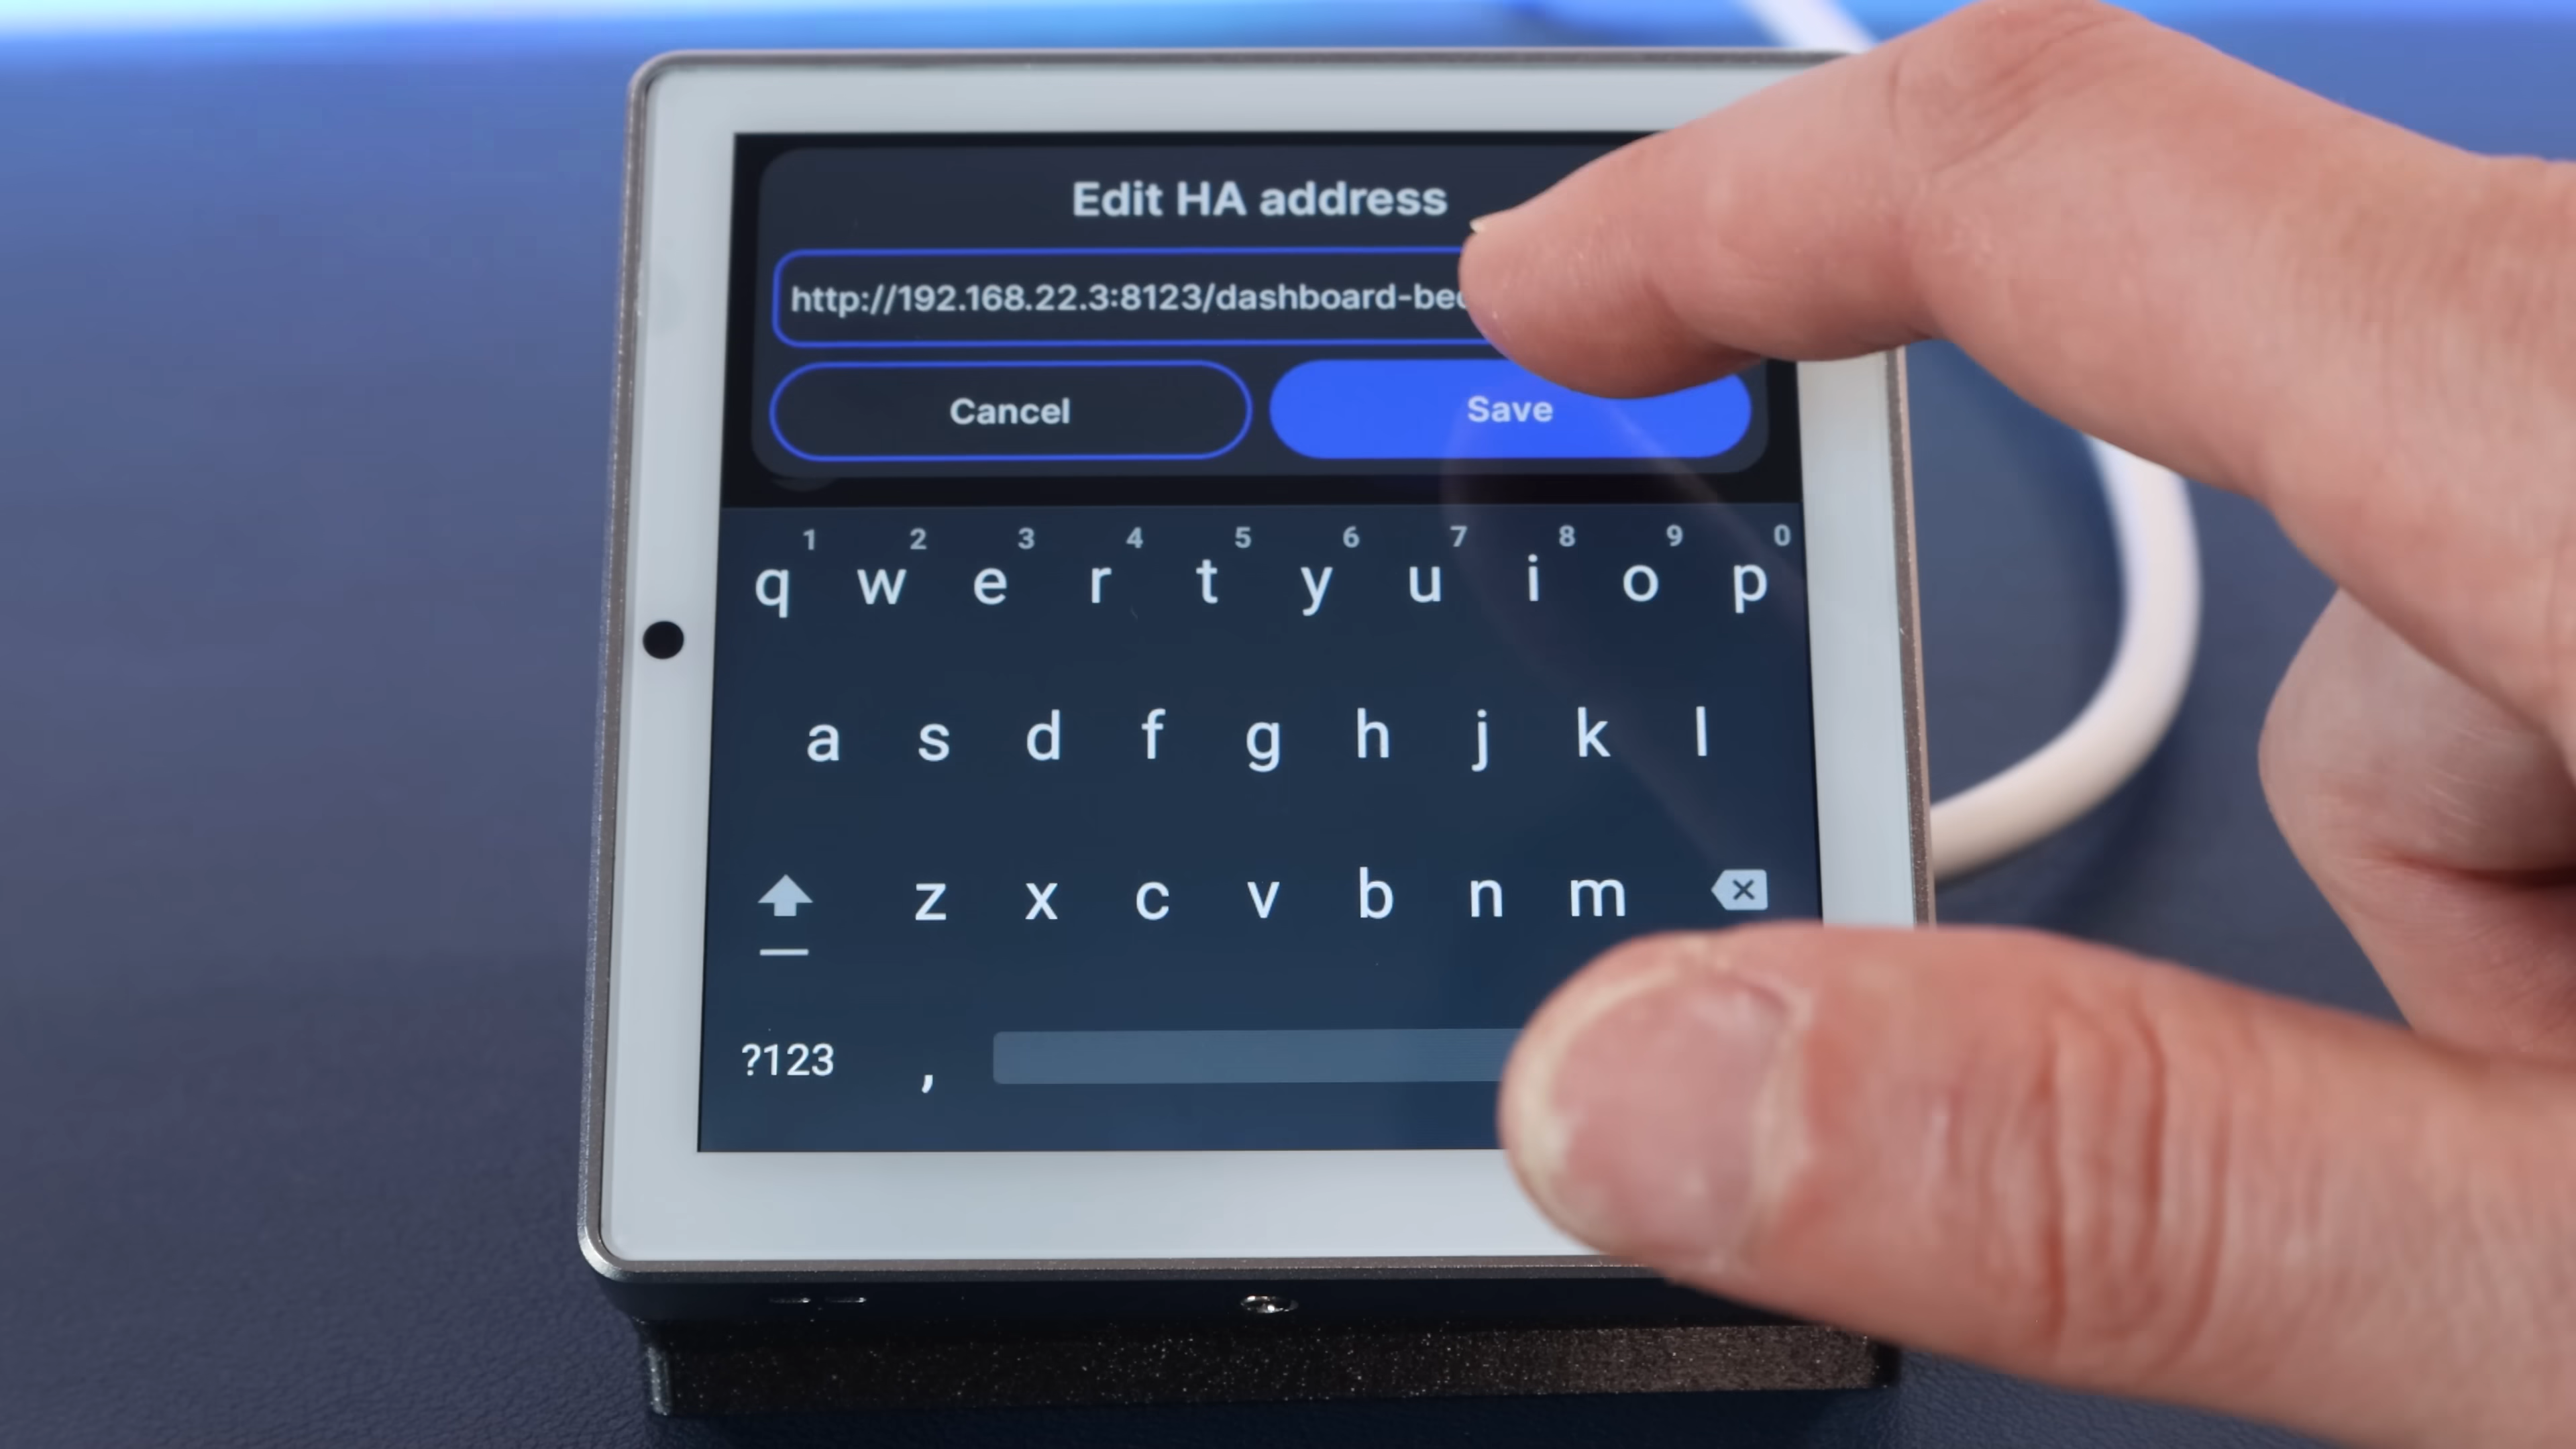 Edit HA address
http://192.168.22.3:8123/dashboard-bed
Cancel Save
1 2 3 4 5 6 7 8 9 0
q w e r t y u i o p
a s d f g h j k l
z x c v b n m
?123 ,